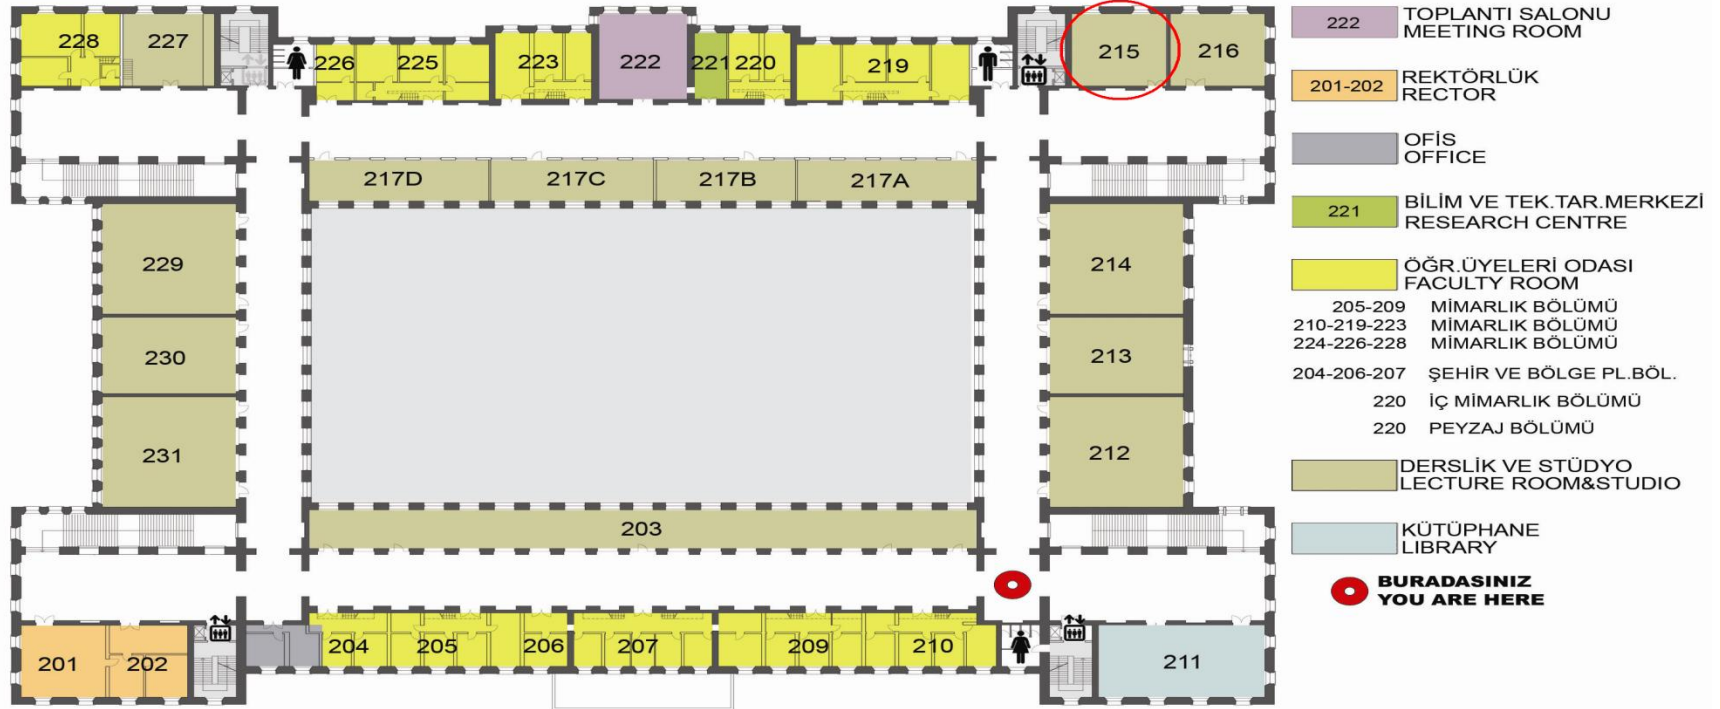 228
227
226
225
223
222
221
220
219
215
216
217D
217C
217B
217A
229
230
231
214
213
212
203
201
202
204
205
206
207
209
210
211
222 TOPLANTI SALONU
MEETING ROOM
201-202 REKTÖRLÜK
RECTOR
OFİS
OFFICE
221 BİLİM VE TEK.TAR.MERKEZİ
RESEARCH CENTRE
ÖĞR.ÜYELERİ ODASI
FACULTY ROOM
205-209 MİMARLIK BÖLÜMÜ
210-219-223 MİMARLIK BÖLÜMÜ
224-226-228 MİMARLIK BÖLÜMÜ
204-206-207 ŞEHİR VE BÖLGE PL.BÖL.
220 İÇ MİMARLIK BÖLÜMÜ
220 PEYZAJ BÖLÜMÜ
DERSLİK VE STÜDYO
LECTURE ROOM&STUDIO
KÜTÜPHANE
LIBRARY
BURADASINIZ
YOU ARE HERE